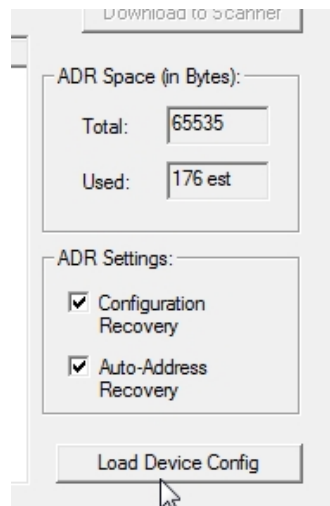 Download to Scanner
ADR Space (in Bytes):
Total: 65535
Used: 176 est
ADR Settings:
Configuration
Recovery
Auto-Address
Recovery
Load Device Config